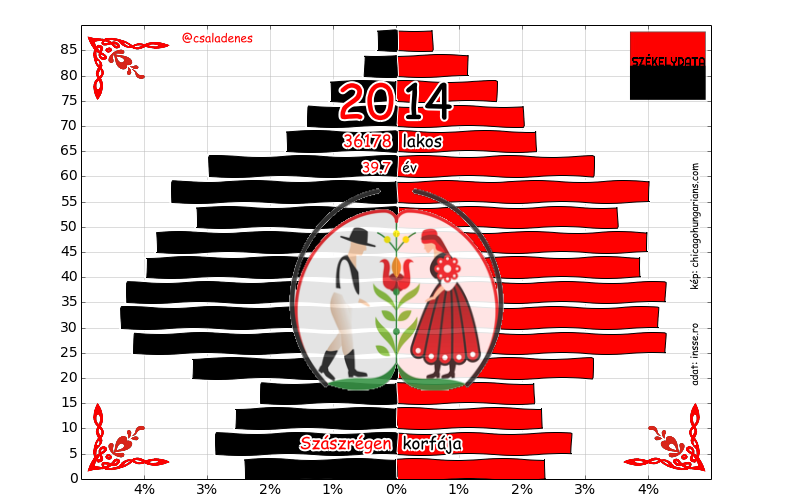 @csaladenes
SZÉKELYDATA
2014
36178 lakos
39.7 év
kép: chicagohungarians.com
adat: insse.ro
Szászrégen korfája
85
80
75
70
65
60
55
50
45
40
35
30
25
20
15
10
5
0
4% 3% 2% 1% 0% 1% 2% 3% 4%